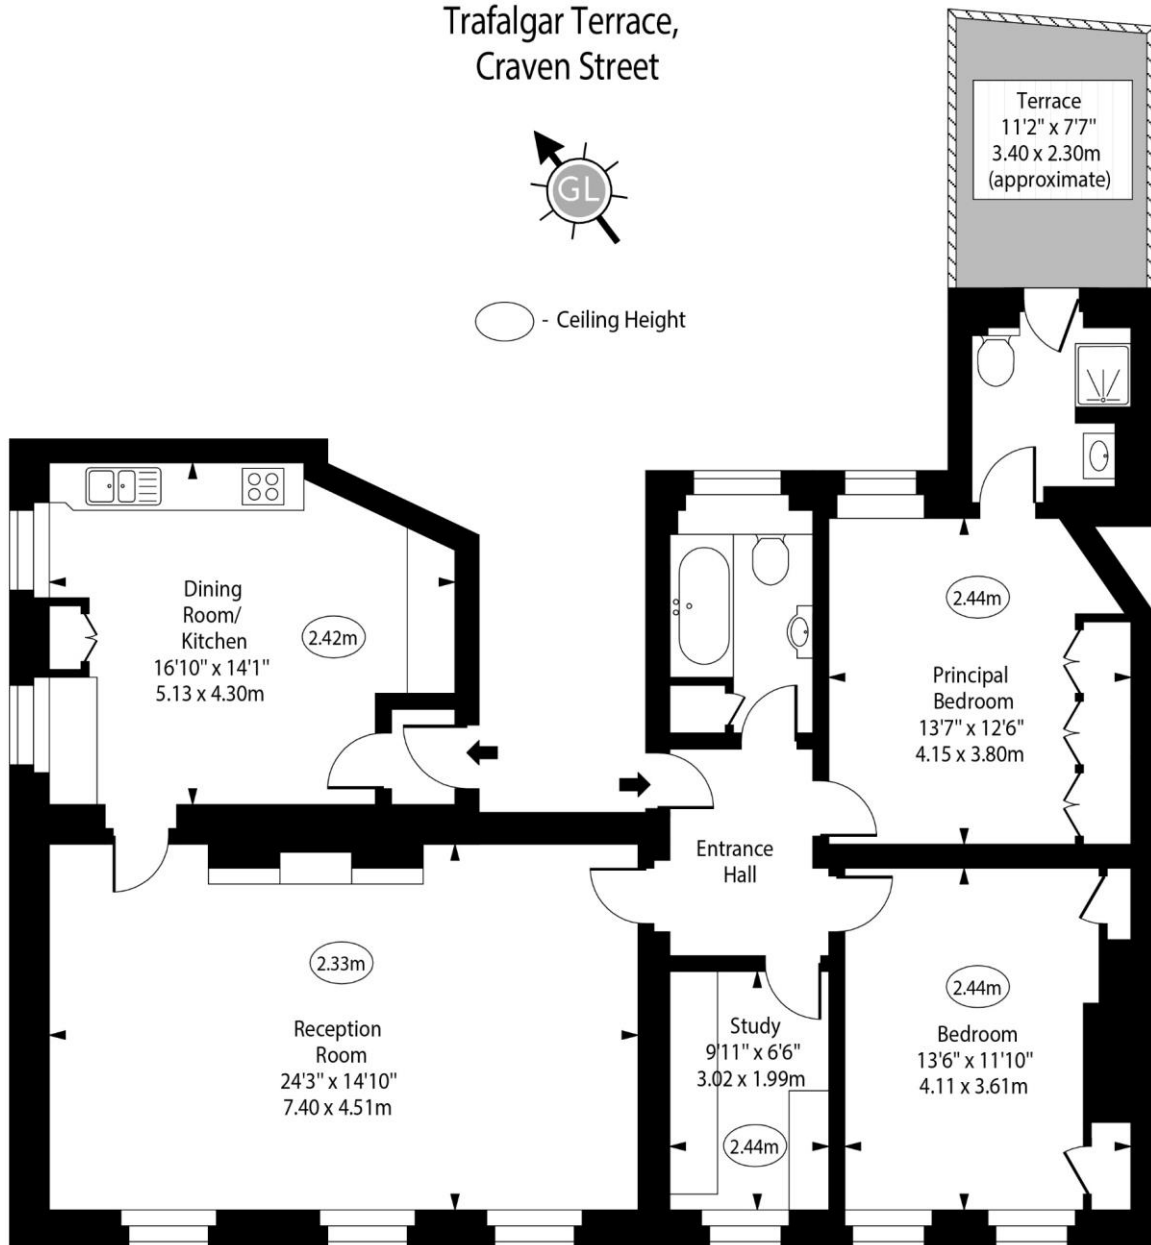 Trafalgar Terrace,
Craven Street
GL
- Ceiling Height
Terrace
11'2" x 7'7"
3.40 x 2.30m
(approximate)
Dining
Room/
Kitchen
16'10" x 14'1"
5.13 x 4.30m
2.42m
2.44m
Principal
Bedroom
13'7" x 12'6"
4.15 x 3.80m
Entrance
Hall
2.33m
Reception
Room
24'3" x 14'10"
7.40 x 4.51m
Study
9'11" x 6'6"
3.02 x 1.99m
2.44m
2.44m
Bedroom
13'6" x 11'10"
4.11 x 3.61m